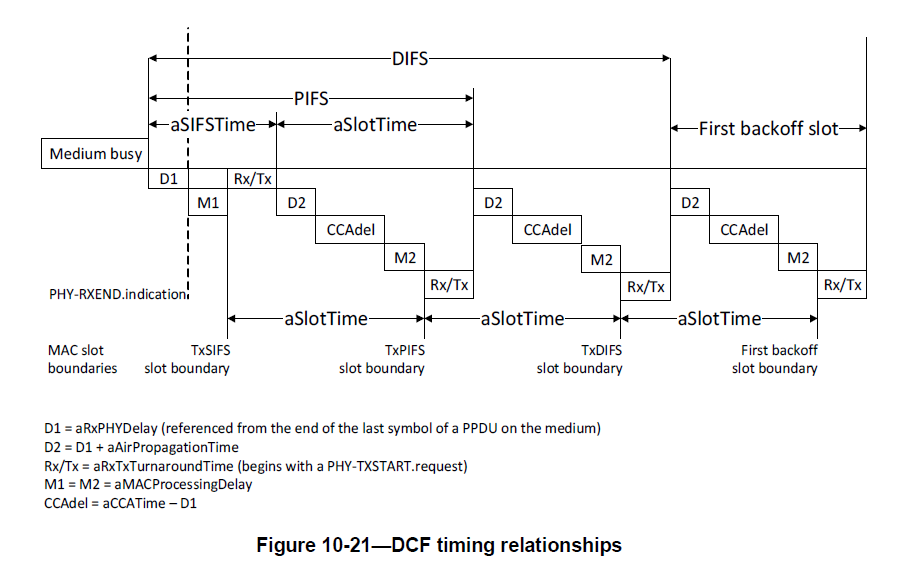 DIFS
PIFS
aSIFSTime
aSlotTime
First backoff slot
Medium busy
D1
Rx/Tx
M1
D2
D2
D2
CCAdel
CCAdel
CCAdel
M2
M2
M2
Rx/Tx
Rx/Tx
Rx/Tx
PHY-RXEND.indication
aSlotTime
aSlotTime
aSlotTime
MAC slot
boundaries
TxSIFS
slot boundary
TxPIFS
slot boundary
TxDIFS
slot boundary
First backoff
slot boundary
D1 = aRxPHYDelay (referenced from the end of the last symbol of a PPDU on the medium)
D2 = D1 + aAirPropagationTime
Rx/Tx = aRxTxTurnaroundTime (begins with a PHY-TXSTART.request)
M1 = M2 = aMACProcessingDelay
CCAdel = aCCATime – D1
Figure 10-21—DCF timing relationships